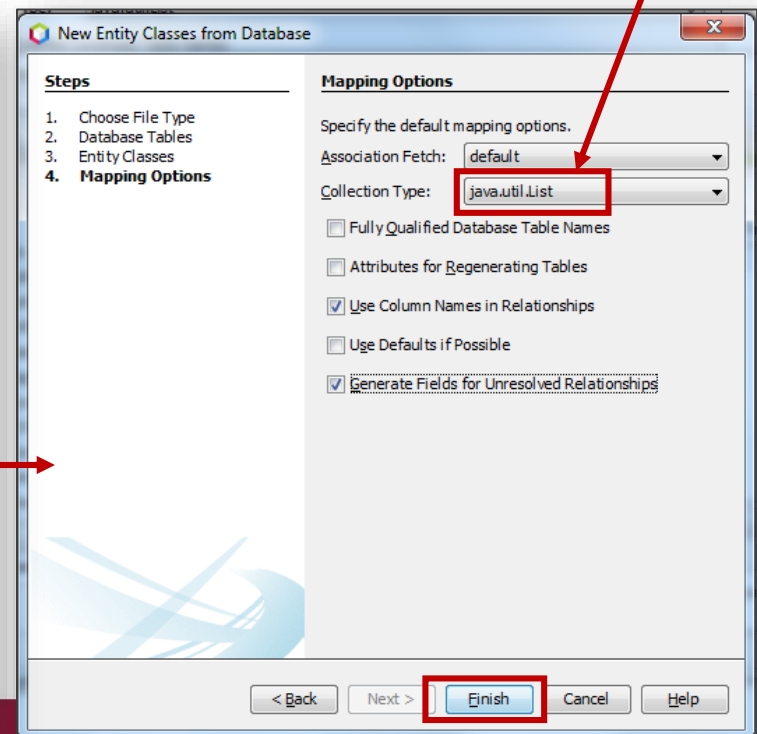 New Entity Classes from Database
Steps
1. Choose File Type
2. Database Tables
3. Entity Classes
4. Mapping Options
Mapping Options
Specify the default mapping options.
Association Fetch: default
Collection Type: java.util.List
Fully Qualified Database Table Names
Attributes for Regenerating Tables
Use Column Names in Relationships
Use Defaults if Possible
Generate Fields for Unresolved Relationships
< Back Next > Finish Cancel Help